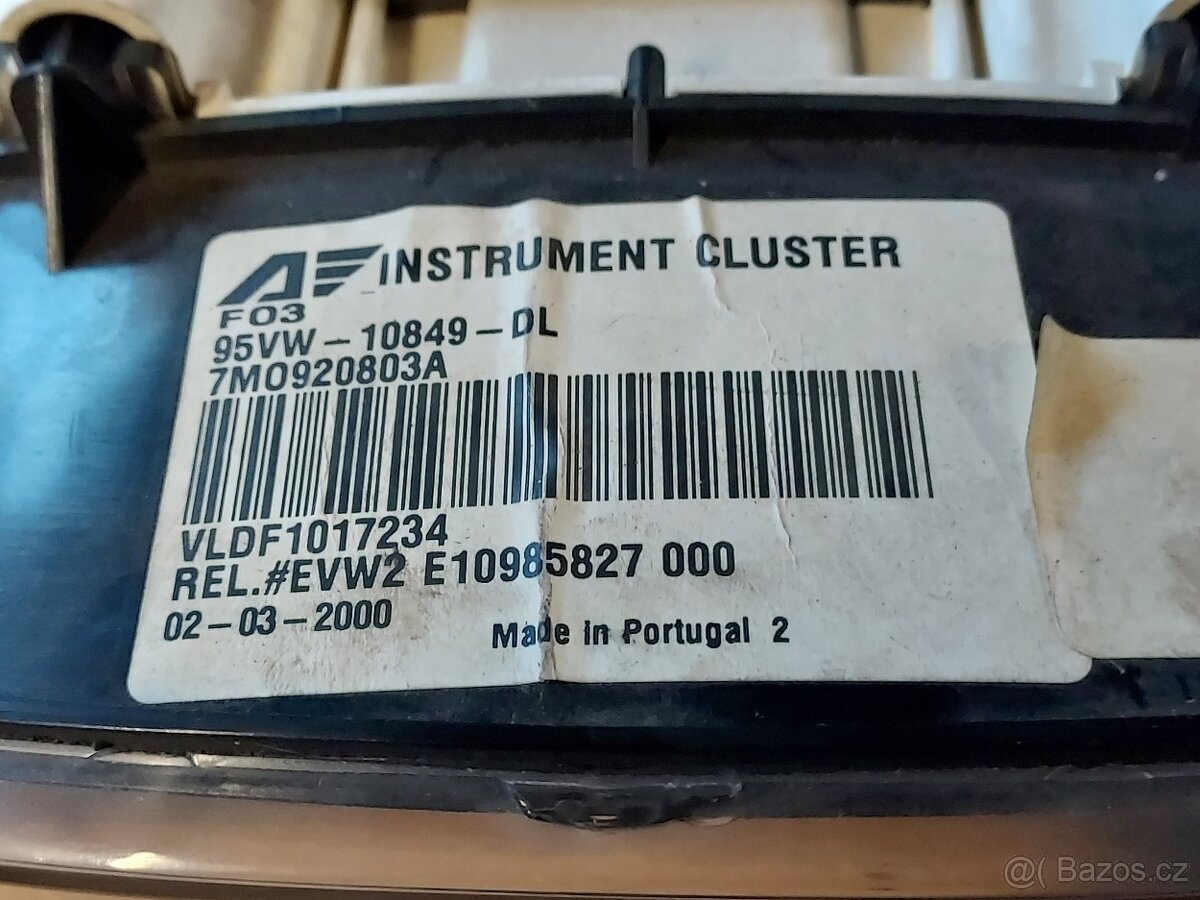 AF INSTRUMENT CLUSTER
F03
95VW-10849-DL
7M0920803A
VLDF1017234
REL.#EVW2 E10985827 000
02-03-2000
Made in Portugal 2
@( Bazos.cz